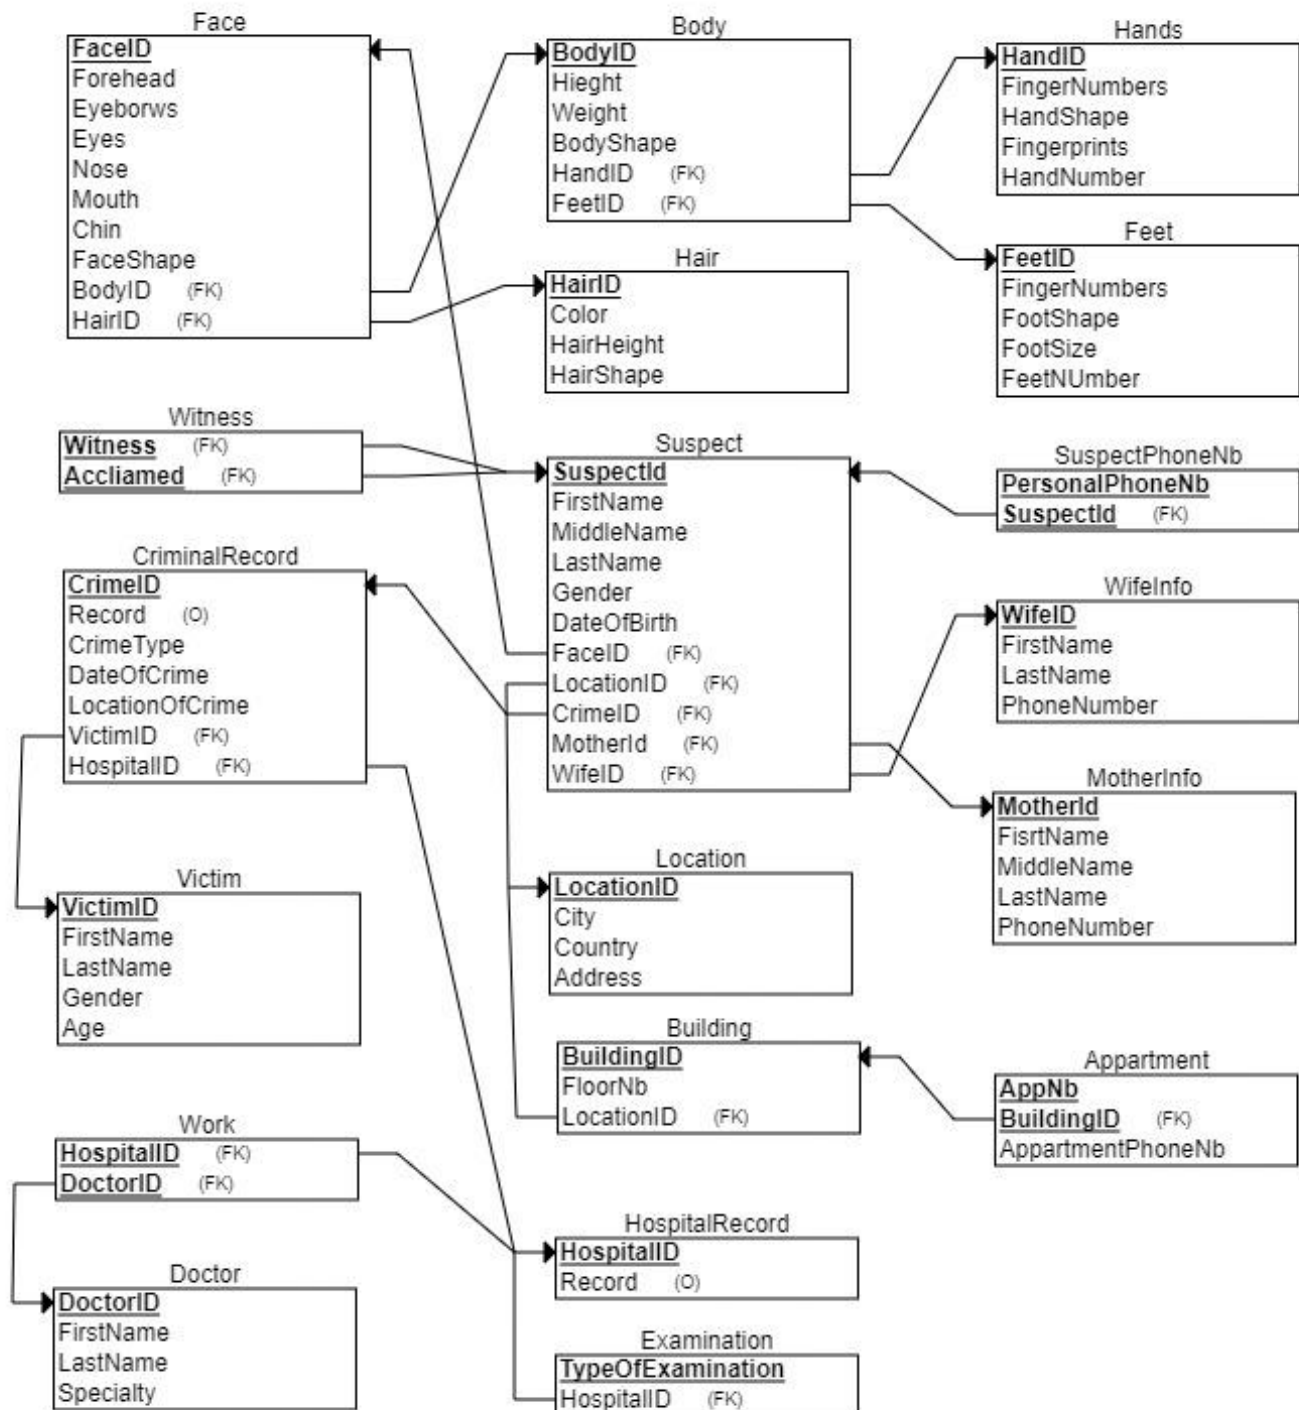 Face
FaceID
Forehead
Eyeborws
Eyes
Nose
Mouth
Chin
FaceShape
BodyID (FK)
HairID (FK)
Body
BodyID
Hieght
Weight
BodyShape
HandID (FK)
FeetID (FK)
Hands
HandID
FingerNumbers
HandShape
Fingerprints
HandNumber
Hair
HairID
Color
HairHeight
HairShape
Feet
FeetID
FingerNumbers
FootShape
FootSize
FeetNUmber
Witness
Witness (FK)
Accliamed (FK)
Suspect
SuspectId
FirstName
MiddleName
LastName
Gender
DateOfBirth
FaceID (FK)
LocationID (FK)
CrimeID (FK)
MotherId (FK)
WifeID (FK)
SuspectPhoneNb
PersonalPhoneNb
SuspectId (FK)
CriminalRecord
CrimeID
Record (O)
CrimeType
DateOfCrime
LocationOfCrime
VictimID (FK)
HospitalID (FK)
WifeInfo
WifeID
FirstName
LastName
PhoneNumber
MotherInfo
MotherId
FisrtName
MiddleName
LastName
PhoneNumber
Victim
VictimID
FirstName
LastName
Gender
Age
Location
LocationID
City
Country
Address
Building
BuildingID
FloorNb
LocationID (FK)
Appartment
AppNb
BuildingID (FK)
AppartmentPhoneNb
Work
HospitalID (FK)
DoctorID (FK)
HospitalRecord
HospitalID
Record (O)
Doctor
DoctorID
FirstName
LastName
Specialty
Examination
TypeOfExamination
HospitalID (FK)